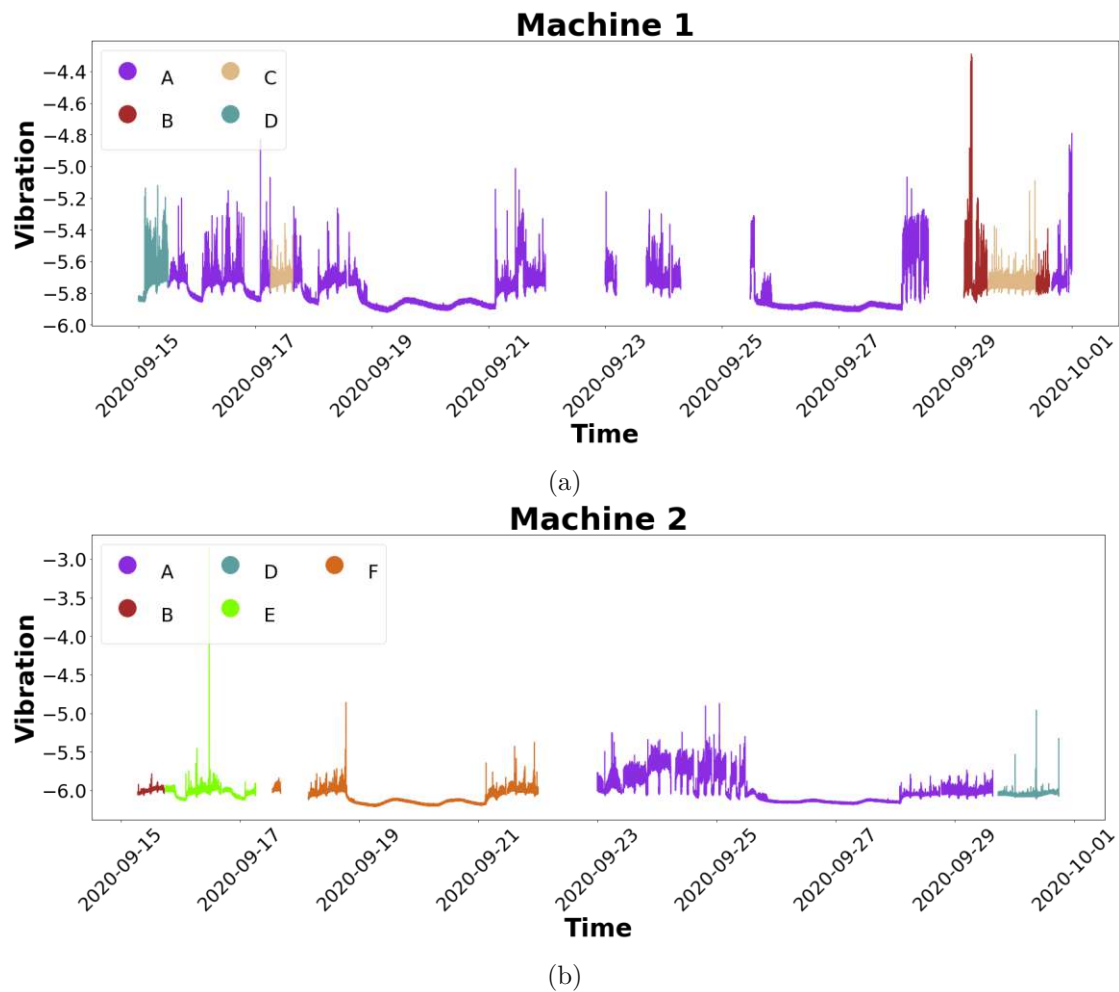 Machine 1
Vibration
−4.4
−4.6
−4.8
−5.0
−5.2
−5.4
−5.6
−5.8
−6.0
A
C
B
D
2020-09-15
2020-09-17
2020-09-19
2020-09-21
2020-09-23
2020-09-25
2020-09-27
2020-09-29
2020-10-01
Time
(a)
Machine 2
Vibration
−3.0
−3.5
−4.0
−4.5
−5.0
−5.5
−6.0
A
D
F
B
E
2020-09-15
2020-09-17
2020-09-19
2020-09-21
2020-09-23
2020-09-25
2020-09-27
2020-09-29
2020-10-01
Time
(b)